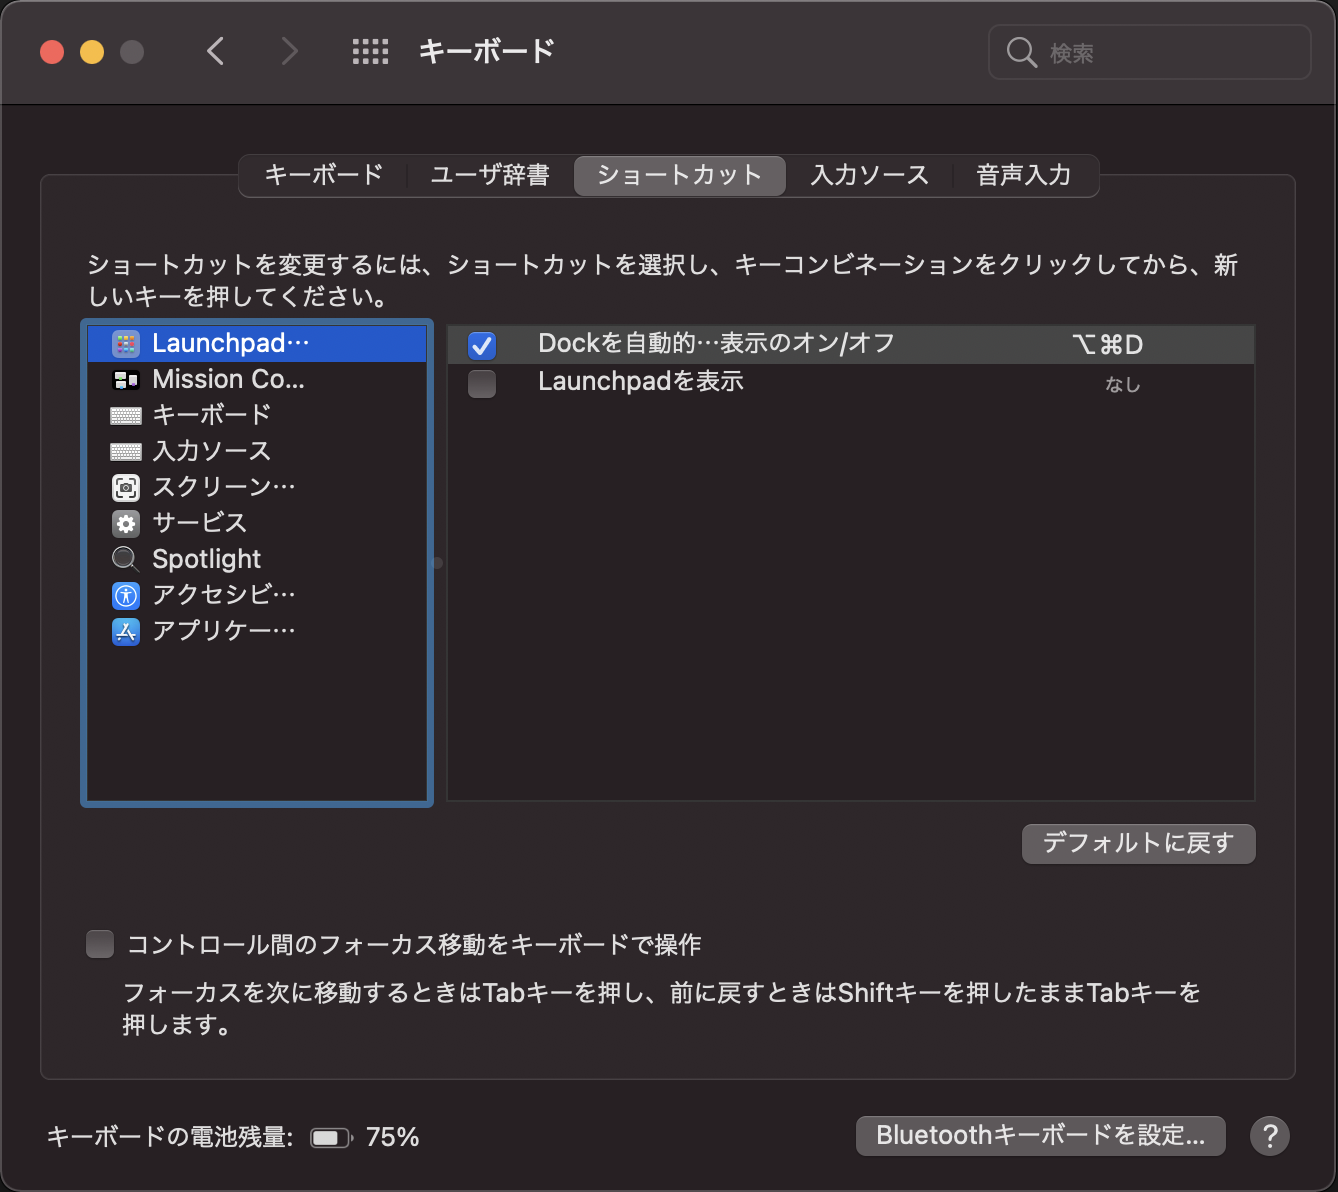 キーボード
検索
キーボード ユーザ辞書 ショートカット 入力ソース 音声入力
ショートカットを変更するには、ショートカットを選択し、キーコンビネーションをクリックしてから、新
しいキーを押してください。
Launchpad…
Mission Co...
キーボード
入力ソース
スクリーン…
サービス
Spotlight
アクセシビ…
アプリケー…
Dockを自動的…表示のオン/オフ ⌥⌘D
Launchpadを表示 なし
デフォルトに戻す
コントロール間のフォーカス移動をキーボードで操作
フォーカスを次に移動するときはTabキーを押し、前に戻すときはShiftキーを押したままTabキーを
押します。
キーボードの電池残量: 75%
Bluetoothキーボードを設定... ?